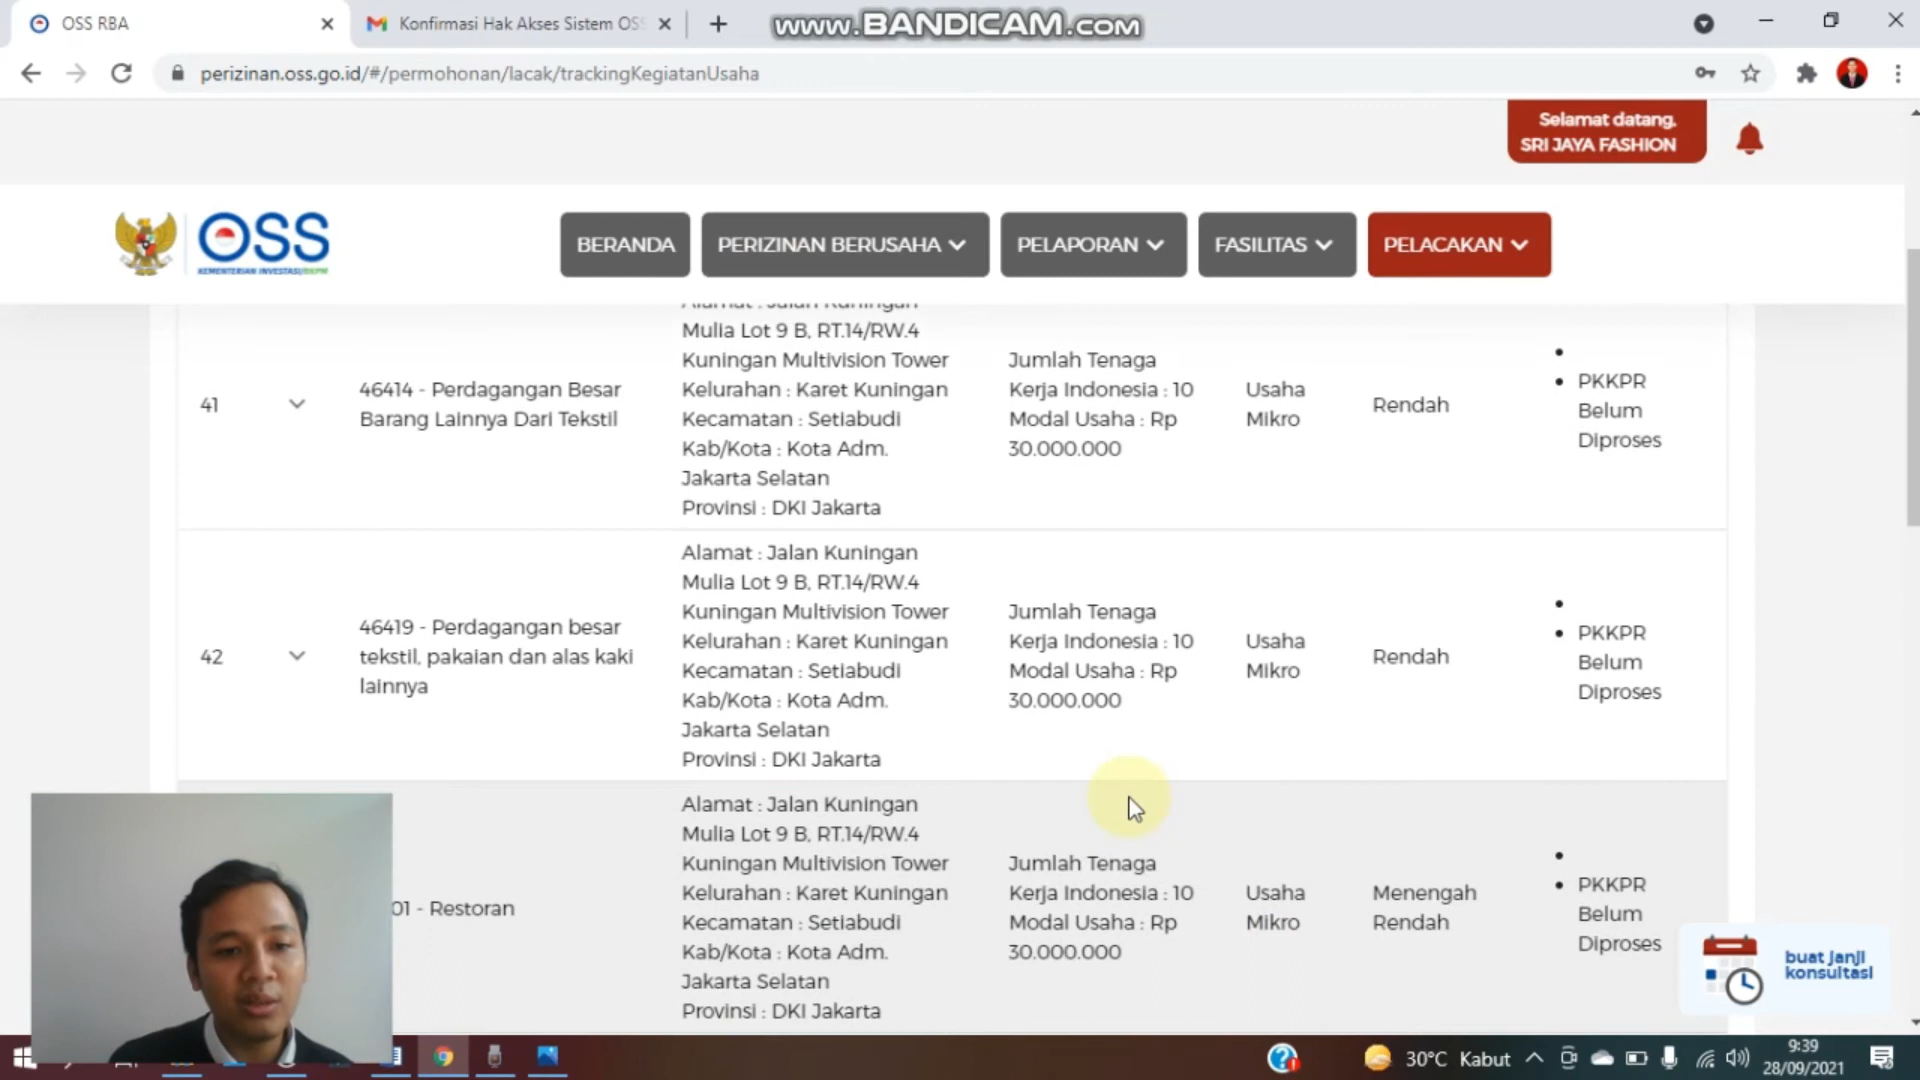 OSS RBA
Konfirmasi Hak Akses Sistem OSS
www.BANDICAM.com
perizinan.oss.go.id/#/permohonan/lacak/trackingKegiatanUsaha
Selamat datang,
SRI JAYA FASHION
OSS
KEMENTERIAN INVESTASI/BKPM
BERANDA
PERIZINAN BERUSAHA
PELAPORAN
FASILITAS
PELACAKAN
41
46414 - Perdagangan Besar
Barang Lainnya Dari Tekstil
Alamat : Jalan Kuningan
Mulia Lot 9 B, RT.14/RW.4
Kuningan Multivision Tower
Kelurahan : Karet Kuningan
Kecamatan : Setiabudi
Kab/Kota : Kota Adm.
Jakarta Selatan
Provinsi : DKI Jakarta
Jumlah Tenaga
Kerja Indonesia : 10
Modal Usaha : Rp
30.000.000
Usaha
Mikro
Rendah
PKKPR
Belum
Diproses
42
46419 - Perdagangan besar
tekstil, pakaian dan alas kaki
lainnya
Alamat : Jalan Kuningan
Mulia Lot 9 B, RT.14/RW.4
Kuningan Multivision Tower
Kelurahan : Karet Kuningan
Kecamatan : Setiabudi
Kab/Kota : Kota Adm.
Jakarta Selatan
Provinsi : DKI Jakarta
Jumlah Tenaga
Kerja Indonesia : 10
Modal Usaha : Rp
30.000.000
Usaha
Mikro
Rendah
PKKPR
Belum
Diproses
01 - Restoran
Alamat : Jalan Kuningan
Mulia Lot 9 B, RT.14/RW.4
Kuningan Multivision Tower
Kelurahan : Karet Kuningan
Kecamatan : Setiabudi
Kab/Kota : Kota Adm.
Jakarta Selatan
Provinsi : DKI Jakarta
Jumlah Tenaga
Kerja Indonesia : 10
Modal Usaha : Rp
30.000.000
Usaha
Mikro
Menengah
Rendah
PKKPR
Belum
Diproses
buat janji
konsultasi
30°C Kabut
9:39
28/09/2021